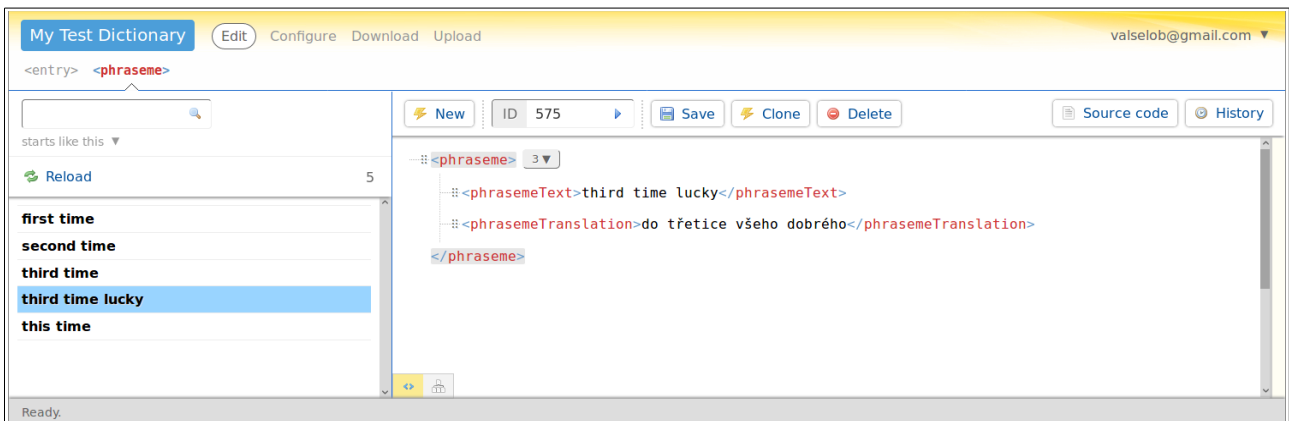 My Test Dictionary Edit Configure Download Upload valselob@gmail.com ▼
<entry> <phraseme>
starts like this ▼
Reload 5
first time
second time
third time
third time lucky
this time
New ID 575 Save Clone Delete Source code History
<phraseme> 3▼
<phrasemeText>third time lucky</phrasemeText>
<phrasemeTranslation>do třetice všeho dobrého</phrasemeTranslation>
</phraseme>
<>
Ready.